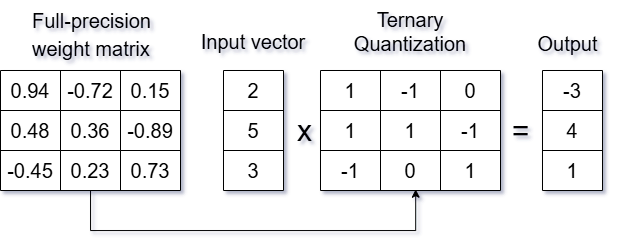 Full-precision
weight matrix
Input vector
Ternary
Quantization
Output
0.94 -0.72 0.15
0.48 0.36 -0.89
-0.45 0.23 0.73
2
5
3
x
1 -1 0
1 1 -1
-1 0 1
=
-3
4
1